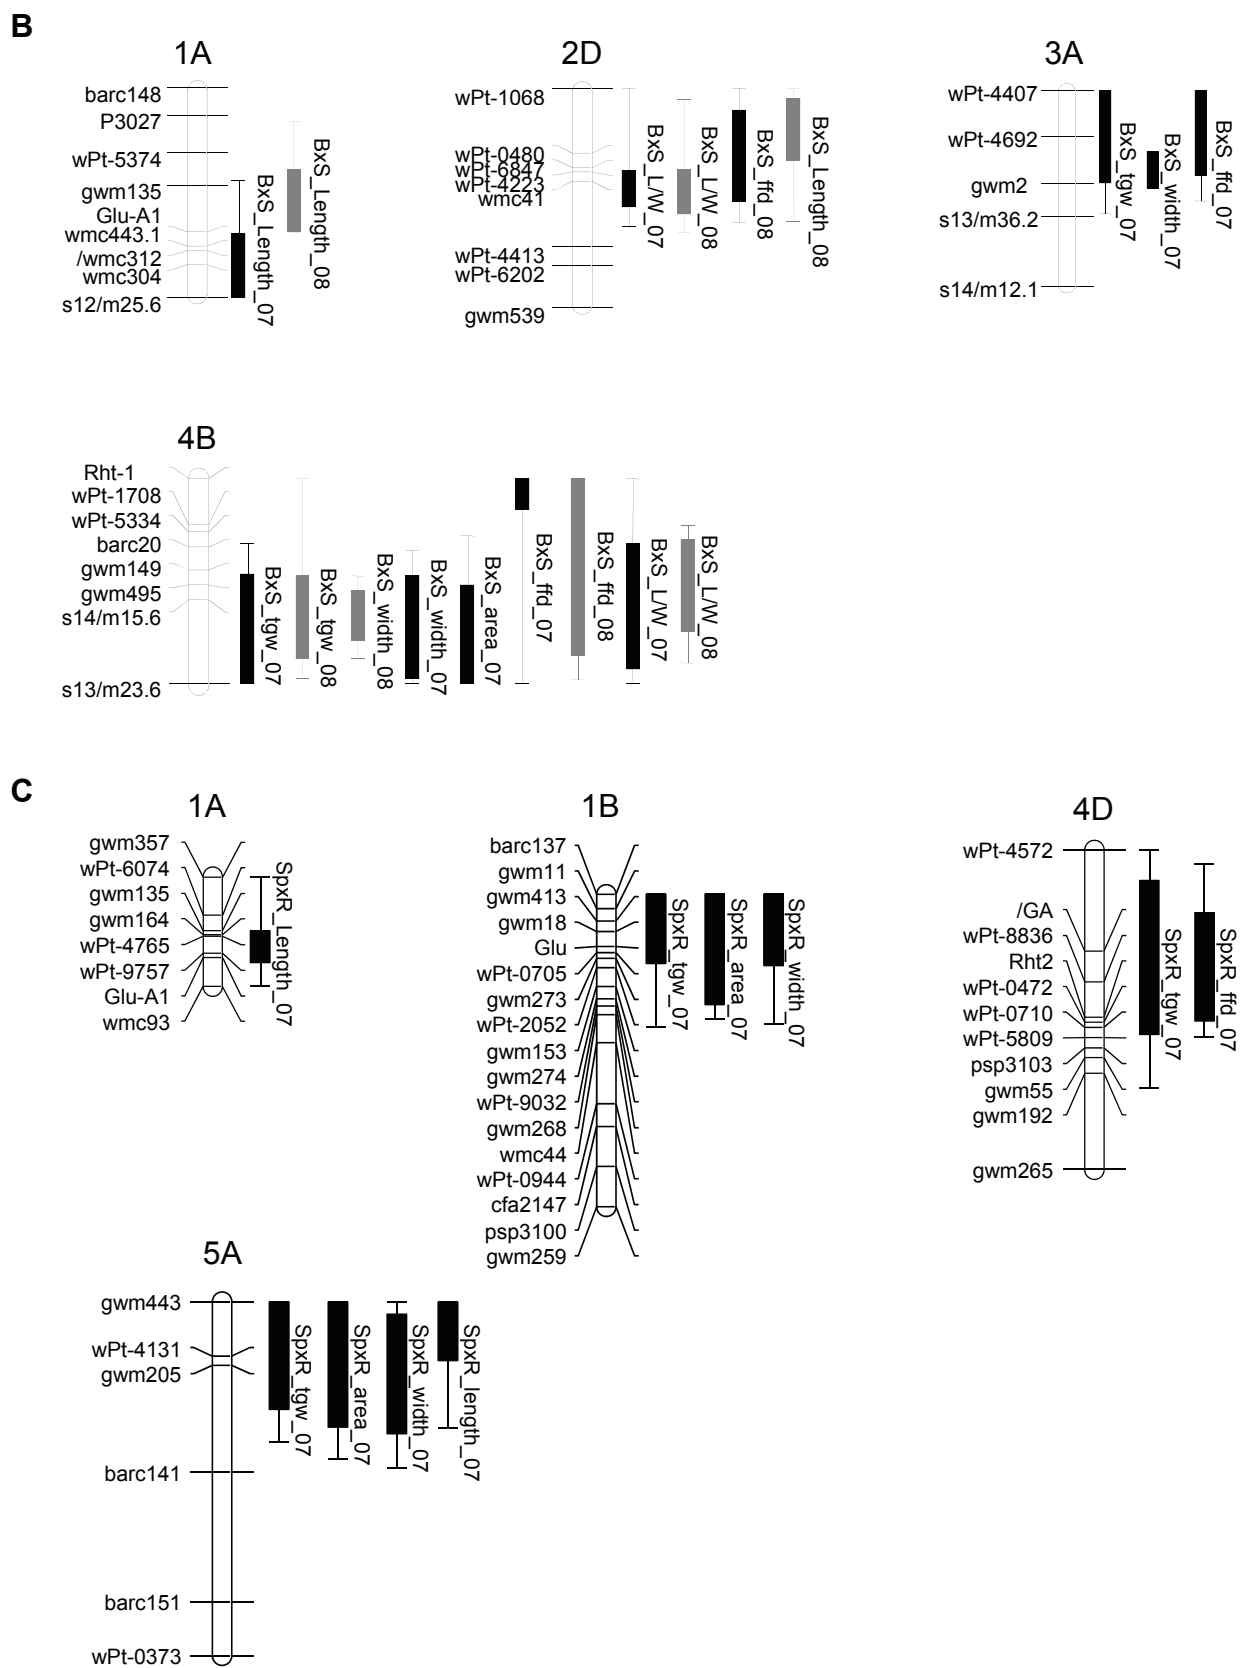 B
1A
barc148
P3027
wPt-5374
gwm135
Glu-A1
wmc443.1
/wmc312
wmc304
s12/m25.6
BxS_Length_07
BxS_Length_08
2D
wPt-1068
wPt-0480
wPt-6847
wPt-4223
wmc41
wPt-4413
wPt-6202
gwm539
BxS_L/W_07
BxS_L/W_08
BxS_ffd_08
BxS_Length_08
3A
wPt-4407
wPt-4692
gwm2
s13/m36.2
s14/m12.1
BxS_tgw_07
BxS_width_07
BxS_ffd_07
4B
Rht-1
wPt-1708
wPt-5334
barc20
gwm149
gwm495
s14/m15.6
s13/m23.6
BxS_tgw_07
BxS_tgw_08
BxS_width_08
BxS_width_07
BxS_area_07
BxS_ffd_07
BxS_ffd_08
BxS_L/W_07
BxS_L/W_08
C
1A
gwm357
wPt-6074
gwm135
gwm164
wPt-4765
wPt-9757
Glu-A1
wmc93
SpxR_Length_07
1B
barc137
gwm11
gwm413
gwm18
Glu
wPt-0705
gwm273
wPt-2052
gwm153
gwm274
wPt-9032
gwm268
wmc44
wPt-0944
cfa2147
psp3100
gwm259
SpxR_tgw_07
SpxR_area_07
SpxR_width_07
4D
wPt-4572
/GA
wPt-8836
Rht2
wPt-0472
wPt-0710
wPt-5809
psp3103
gwm55
gwm192
gwm265
SpxR_tgw_07
SpxR_ffd_07
5A
gwm443
wPt-4131
gwm205
barc141
barc151
wPt-0373
SpxR_tgw_07
SpxR_area_07
SpxR_width_07
SpxR_length_07